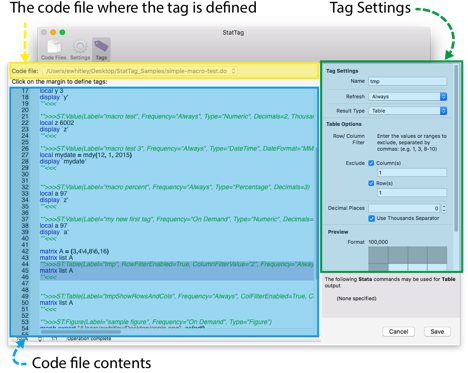 The code file where the tag is defined
Tag Settings
StatTag
Code Files Settings Tags
Code file: /Users/ewhitley/Desktop/StatTag_Samples/simple-macro-test.do
Click on the margin to define tags:
17 local y 3
18 display `y'
19 **<<<
20
21 **>>>ST:Value(Label="macro test", Frequency="Always", Type="Numeric", Decimals=2, Thousan
22 local z 6002
23 display `z'
24 **<<<
25
26 **>>>ST:Value(Label="macro test 3", Frequency="Always", Type="DateTime", DateFormat="MM
27 local mydate = mdy(12, 1, 2015)
28 display `mydate'
29 **<<<
30
31
32 **>>>ST:Value(Label="macro percent", Frequency="Always", Type="Percentage", Decimals=3)
33 local a 97
34 display `z'
35 **<<<
36
37 **>>>ST:Value(Label="my new first tag", Frequency="On Demand", Type="Numeric", Decimals=
38 local a 97
39 display `a'
40 **<<<
41
42 matrix A = (3,4\4,8\6,16)
43 matrix list A
44 **>>>ST:Table(Label="tmp", RowFilterEnabled=True, ColumnFilterValue="2", Frequency="Always
45 matrix list A
46 **<<<
47
48
49 **>>>ST:Table(Label="tmpShowRowsAndCols", Frequency="Always", ColFilterEnabled=True, C
50 matrix list A
51 **<<<
52
53 **>>>ST:Figure(Label="sample figure", Frequency="On Demand", Type="Figure")
54
1/1 Operation complete
Tag Settings
Name tmp
Refresh Always
Result Type Table
Table Options
Row/ Column Filter Enter the values or ranges to exclude, separated by commas: (e.g. 1, 3, 8-10)
Exclude Column(s)
1
Row(s)
1
Decimal Places 0
Use Thousands Separator
Preview
Format 100,000
The following Stata commands may be used for Table output
(None specified)
Cancel Save
Code file contents